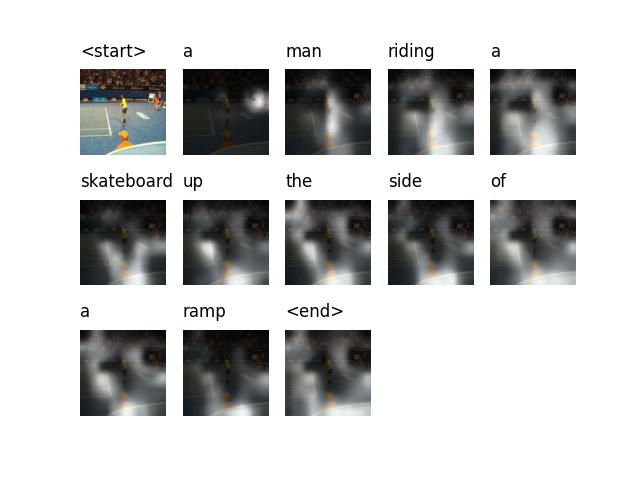 <start> a man riding a
skateboard up the side of
a ramp <end>